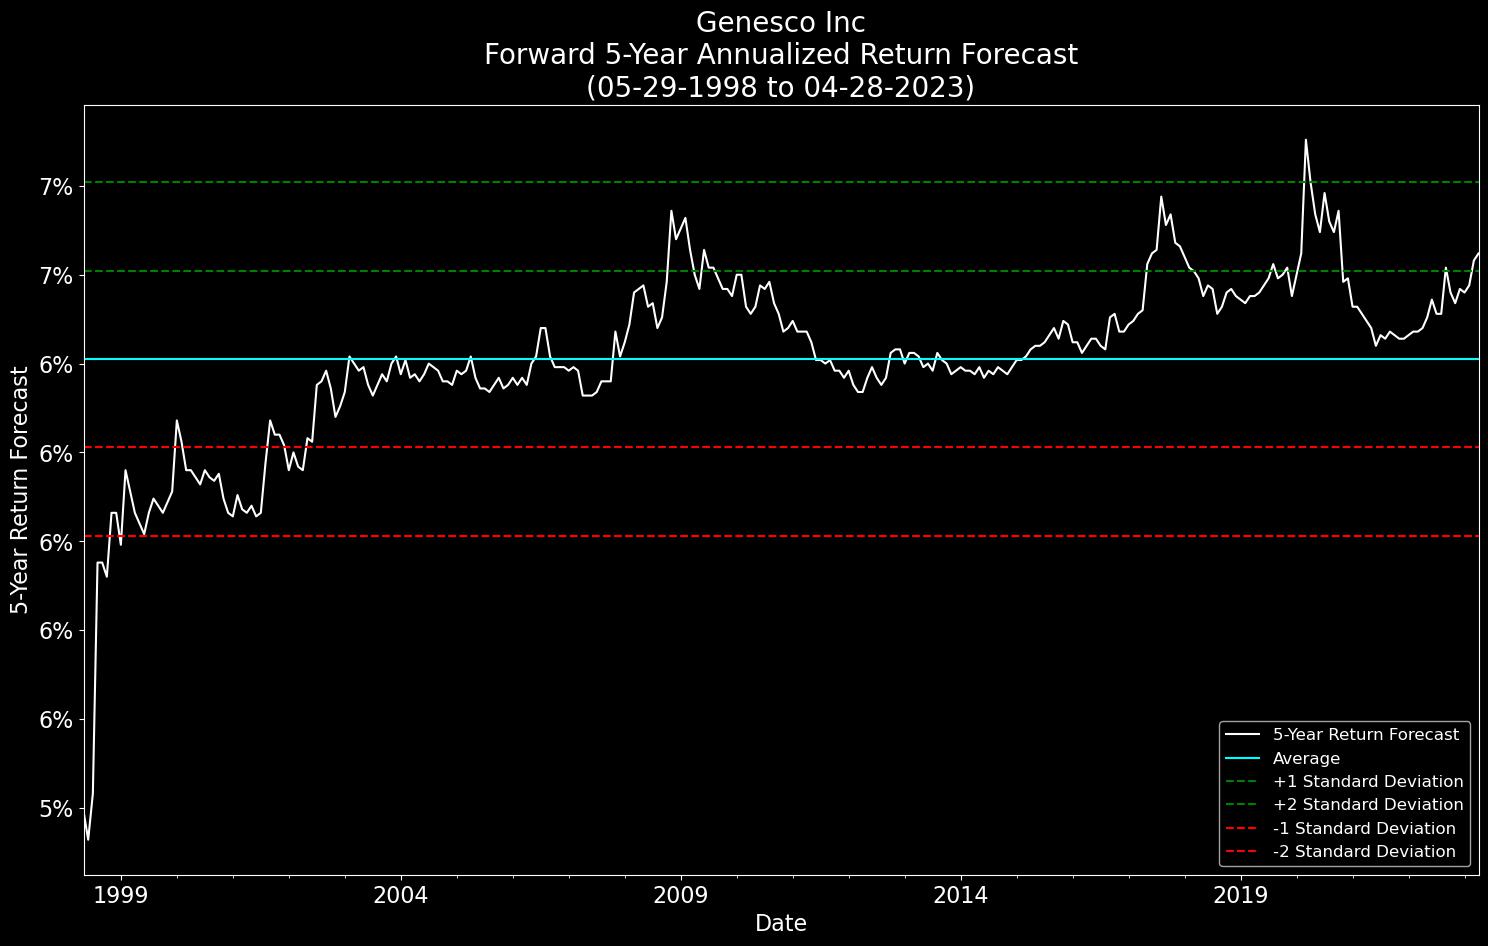 Genesco Inc
Forward 5-Year Annualized Return Forecast
(05-29-1998 to 04-28-2023)
5-Year Return Forecast
7%
7%
6%
6%
6%
6%
6%
5%
1999
2004
2009
2014
2019
Date
5-Year Return Forecast
Average
+1 Standard Deviation
+2 Standard Deviation
-1 Standard Deviation
-2 Standard Deviation